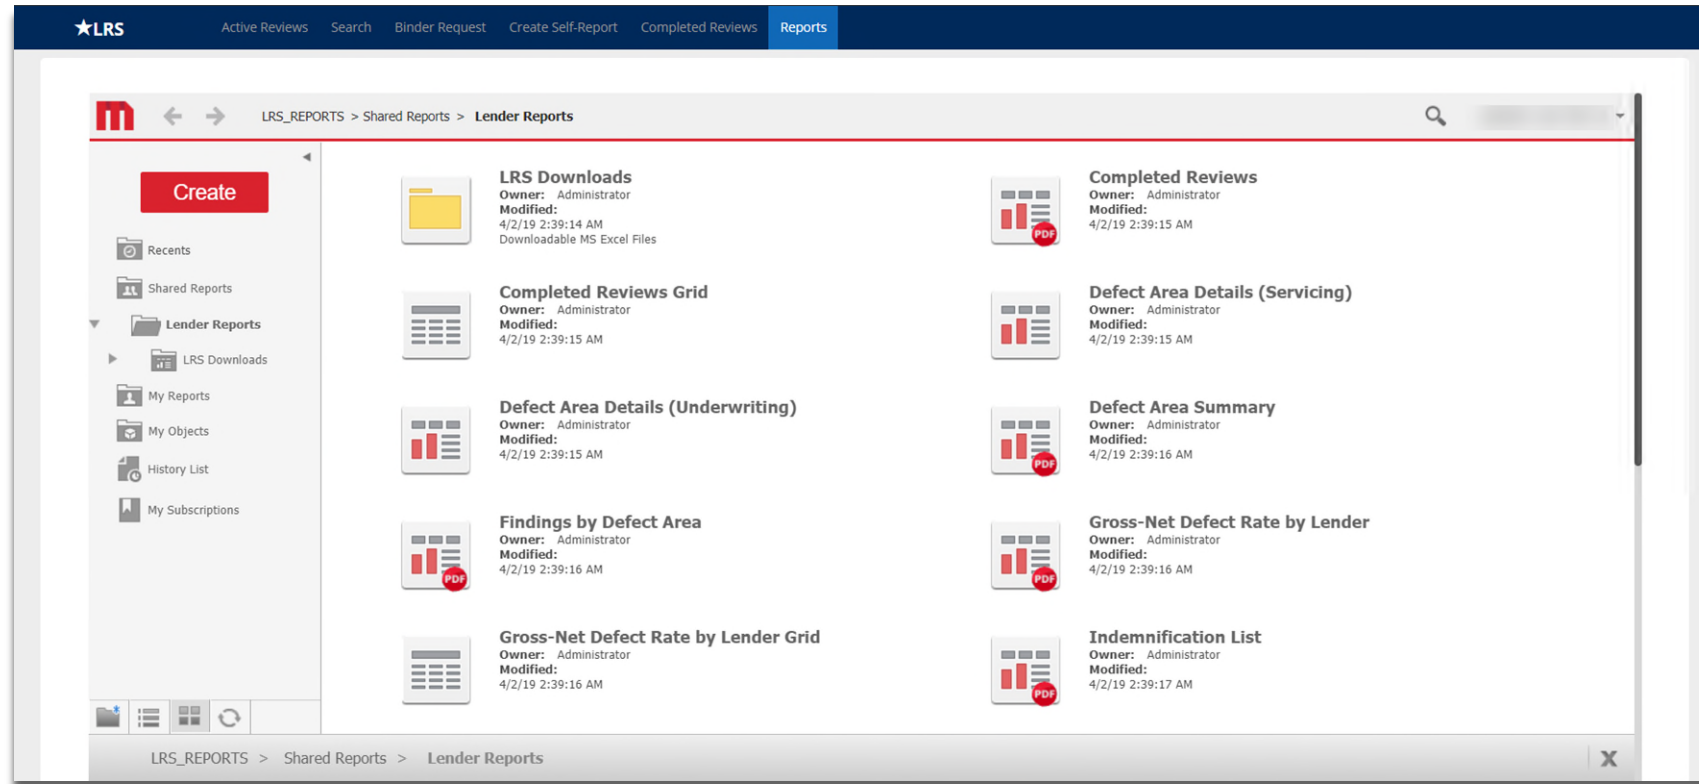 ★LRS Active Reviews Search Binder Request Create Self-Report Completed Reviews Reports
LRS_REPORTS > Shared Reports > Lender Reports
Create
Recents
Shared Reports
Lender Reports
LRS Downloads
My Reports
My Objects
History List
My Subscriptions
LRS Downloads
Owner: Administrator
Modified:
4/2/19 2:39:14 AM
Downloadable MS Excel Files
Completed Reviews
Owner: Administrator
Modified:
4/2/19 2:39:15 AM
PDF
Completed Reviews Grid
Owner: Administrator
Modified:
4/2/19 2:39:15 AM
Defect Area Details (Servicing)
Owner: Administrator
Modified:
4/2/19 2:39:15 AM
Defect Area Details (Underwriting)
Owner: Administrator
Modified:
4/2/19 2:39:15 AM
Defect Area Summary
Owner: Administrator
Modified:
4/2/19 2:39:16 AM
PDF
Findings by Defect Area
Owner: Administrator
Modified:
4/2/19 2:39:16 AM
PDF
Gross-Net Defect Rate by Lender
Owner: Administrator
Modified:
4/2/19 2:39:16 AM
PDF
Gross-Net Defect Rate by Lender Grid
Owner: Administrator
Modified:
4/2/19 2:39:16 AM
Indemnification List
Owner: Administrator
Modified:
4/2/19 2:39:17 AM
PDF
LRS_REPORTS > Shared Reports > Lender Reports X